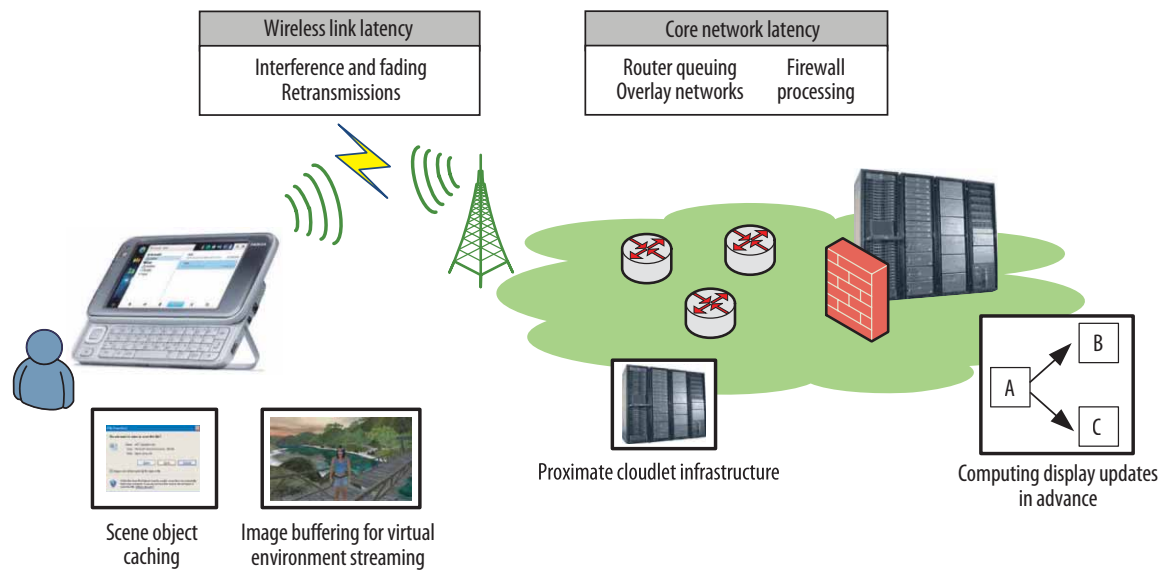 Wireless link latency
Interference and fading
Retransmissions
Core network latency
Router queuing
Overlay networks
Firewall
processing
NOKIA
A
B
C
Proximate cloudlet infrastructure
Computing display updates
in advance
Scene object
caching
Image buffering for virtual
environment streaming